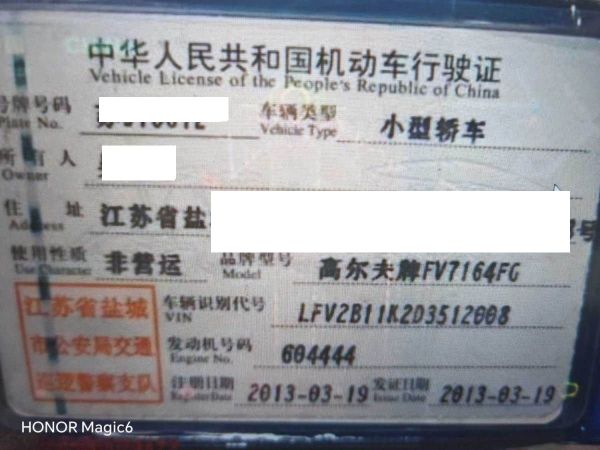 中华人民共和国机动车行驶证
Vehicle License of the People's Republic of China
号牌号码 车辆类型 小型轿车
Plate No. Vehicle Type
所有人
Owner
住址 江苏省盐 号
Address
使用性质 非营运 品牌型号 高尔夫牌FV7164FG
Use Character Model
江苏省盐城 车辆识别代号 LFV2B11K2D3512008
VIN
市公安局交通 发动机号码 604444
Engine No.
巡逻警察支队 注册日期 2013-03-19 发证日期 2013-03-19
Register Date Issue Date
HONOR Magic6